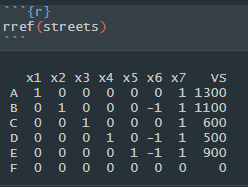 ```{r}
rref(streets)
```
x1 x2 x3 x4 x5 x6 x7 VS
A 1 0 0 0 0 0 1 1300
B 0 1 0 0 0 -1 1 1100
C 0 0 1 0 0 0 1 600
D 0 0 0 1 0 -1 1 500
E 0 0 0 0 1 -1 1 900
F 0 0 0 0 0 0 0 0